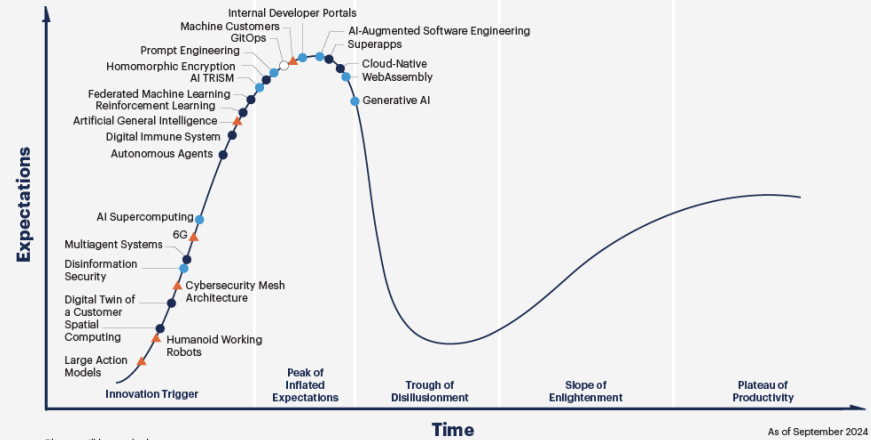 Internal Developer Portals
Machine Customers
GitOps
Prompt Engineering
Homomorphic Encryption
AI TRiSM
Federated Machine Learning
Reinforcement Learning
Artificial General Intelligence
Digital Immune System
Autonomous Agents
AI-Augmented Software Engineering
Superapps
Cloud-Native
WebAssembly
Generative AI
AI Supercomputing
6G
Multiagent Systems
Disinformation
Security
Cybersecurity Mesh
Architecture
Digital Twin of
a Customer
Spatial
Computing
Humanoid Working
Robots
Large Action
Models
Expectations
Innovation Trigger
Peak of
Inflated
Expectations
Trough of
Disillusionment
Slope of
Enlightenment
Plateau of
Productivity
Time
As of September 2024